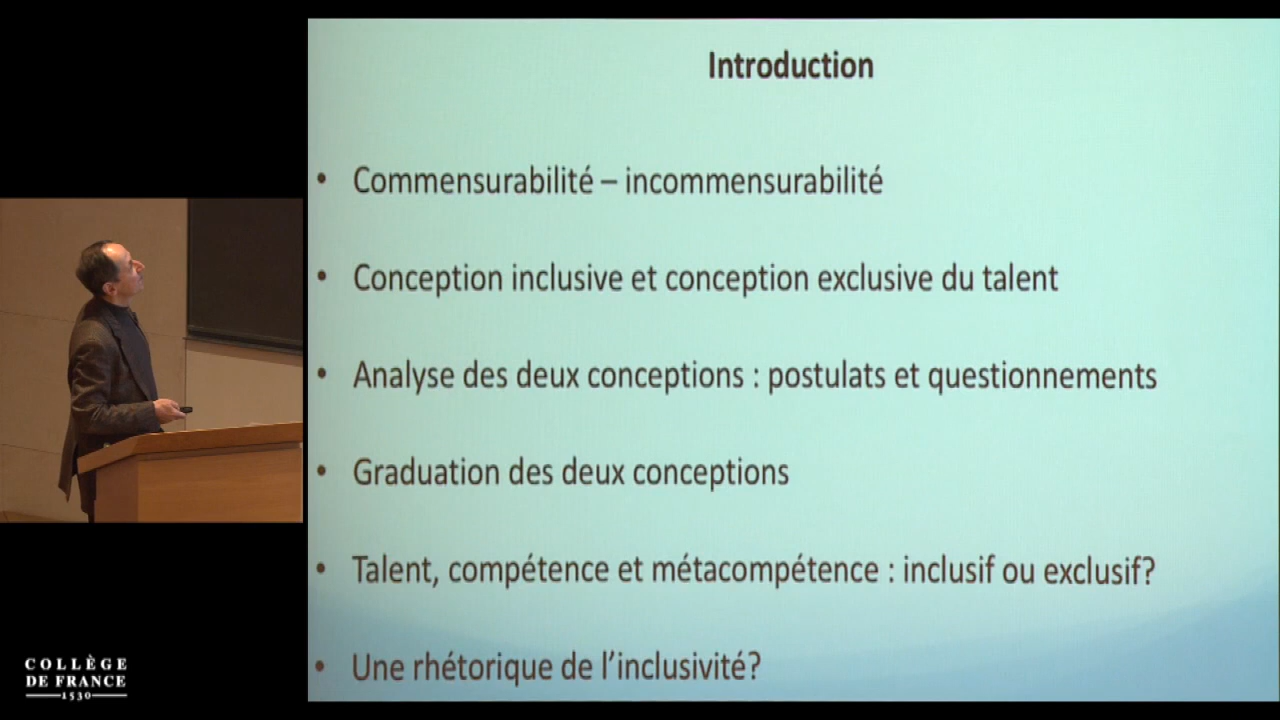 Introduction
• Commensurabilité – incommensurabilité
• Conception inclusive et conception exclusive du talent
• Analyse des deux conceptions : postulats et questionnements
• Graduation des deux conceptions
• Talent, compétence et métacompétence : inclusif ou exclusif?
• Une rhétorique de l'inclusivité?
COLLÈGE
DE FRANCE
1530